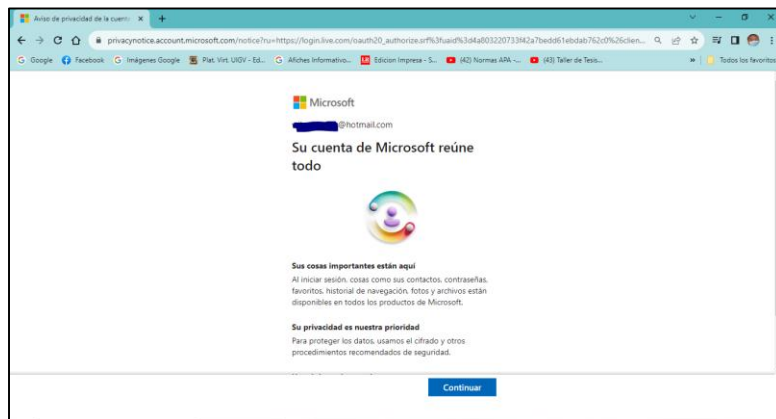 Aviso de privacidad de la cuent
privacynotice.account.microsoft.com/notice?ru=https://login.live.com/oauth20_authorize.srf%3fuaid%3d4a803220733f42a7bedd61ebdab762c0%26clien...
Google Facebook Imágenes Google Plat. Virt. UIGV - Ed... Afiches Informativo... Edicion Impresa - S... (42) Normas APA -... (43) Taller de Tesis... » Todos los favoritos
Microsoft
@hotmail.com
Su cuenta de Microsoft reúne
todo
Sus cosas importantes están aquí
Al iniciar sesión, cosas como sus contactos, contraseñas,
favoritos, historial de navegación, fotos y archivos están
disponibles en todos los productos de Microsoft.
Su privacidad es nuestra prioridad
Para proteger los datos, usamos el cifrado y otros
procedimientos recomendados de seguridad.
Continuar